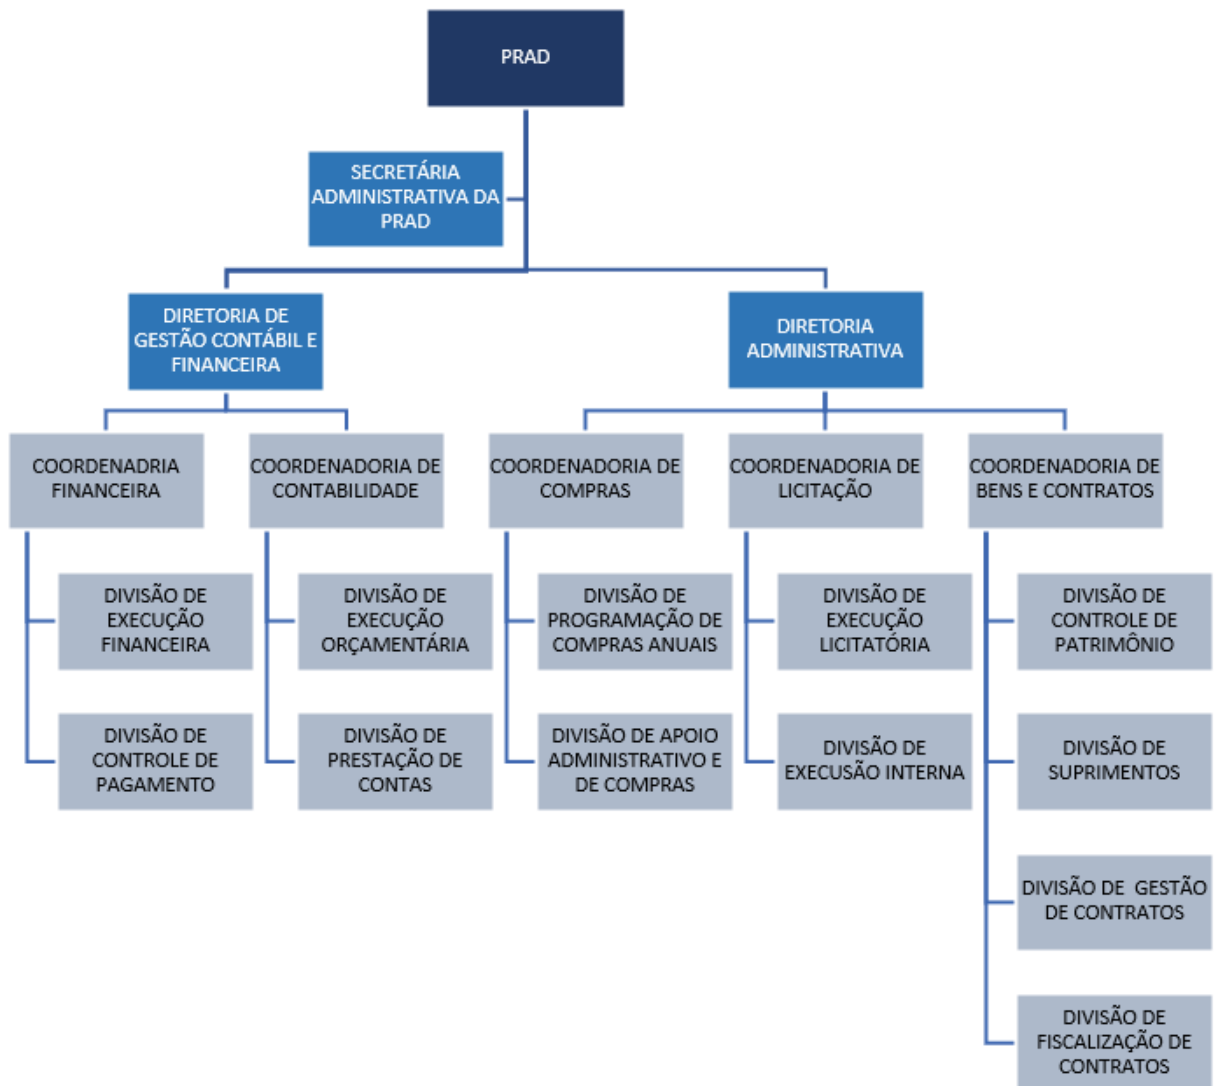 PRAD
SECRETÁRIA
ADMINISTRATIVA DA
PRAD
DIRETORIA DE
GESTÃO CONTÁBIL E
FINANCEIRA
DIRETORIA
ADMINISTRATIVA
COORDENADRIA
FINANCEIRA
COORDENADORIA DE
CONTABILIDADE
COORDENADORIA DE
COMPRAS
COORDENADORIA DE
LICITAÇÃO
COORDENADORIA DE
BENS E CONTRATOS
DIVISÃO DE
EXECUÇÃO
FINANCEIRA
DIVISÃO DE
EXECUÇÃO
ORÇAMENTÁRIA
DIVISÃO DE
PROGRAMAÇÃO DE
COMPRAS ANUAIS
DIVISÃO DE
EXECUÇÃO
LICITATÓRIA
DIVISÃO DE
CONTROLE DE
PATRIMÔNIO
DIVISÃO DE
CONTROLE DE
PAGAMENTO
DIVISÃO DE
PRESTAÇÃO DE
CONTAS
DIVISÃO DE APOIO
ADMINISTRATIVO E
DE COMPRAS
DIVISÃO DE
EXECUSÃO INTERNA
DIVISÃO DE
SUPRIMENTOS
DIVISÃO DE  GESTÃO
DE CONTRATOS
DIVISÃO DE
FISCALIZAÇÃO DE
CONTRATOS